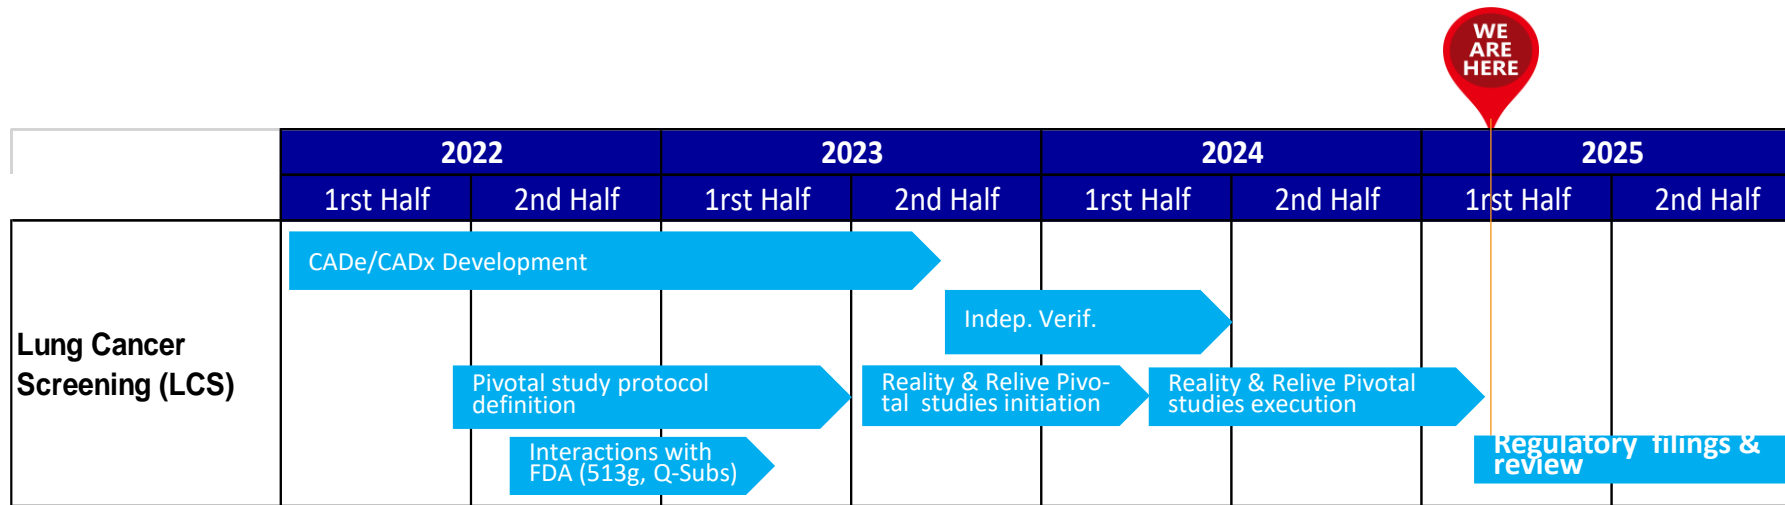 WE
ARE
HERE
2022 2023 2024 2025
1rst Half 2nd Half 1rst Half 2nd Half 1rst Half 2nd Half 1rst Half 2nd Half
Lung Cancer
Screening (LCS)
CADe/CADx Development
Indep. Verif.
Pivotal study protocol
definition
Reality & Relive Pivo-
tal studies initiation
Reality & Relive Pivotal
studies execution
Interactions with
FDA (513g, Q-Subs)
Regulatory filings &
review